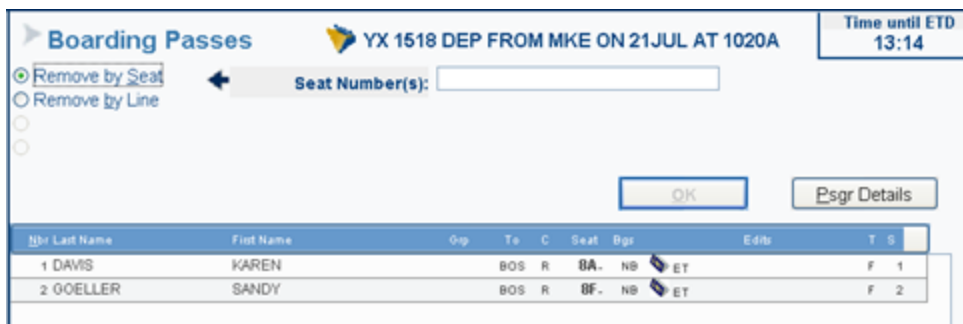 Boarding Passes YX 1518 DEP FROM MKE ON 21JUL AT 1020A Time until ETD
13:14
Remove by Seat Seat Number(s):
Remove by Line
OK Psgr Details
Nbr Last Name First Name Grp To C Seat Bgs Edits T S
1 DAVIS KAREN BOS R 8A- NB ET F 1
2 GOELLER SANDY BOS R 8F- NB ET F 2